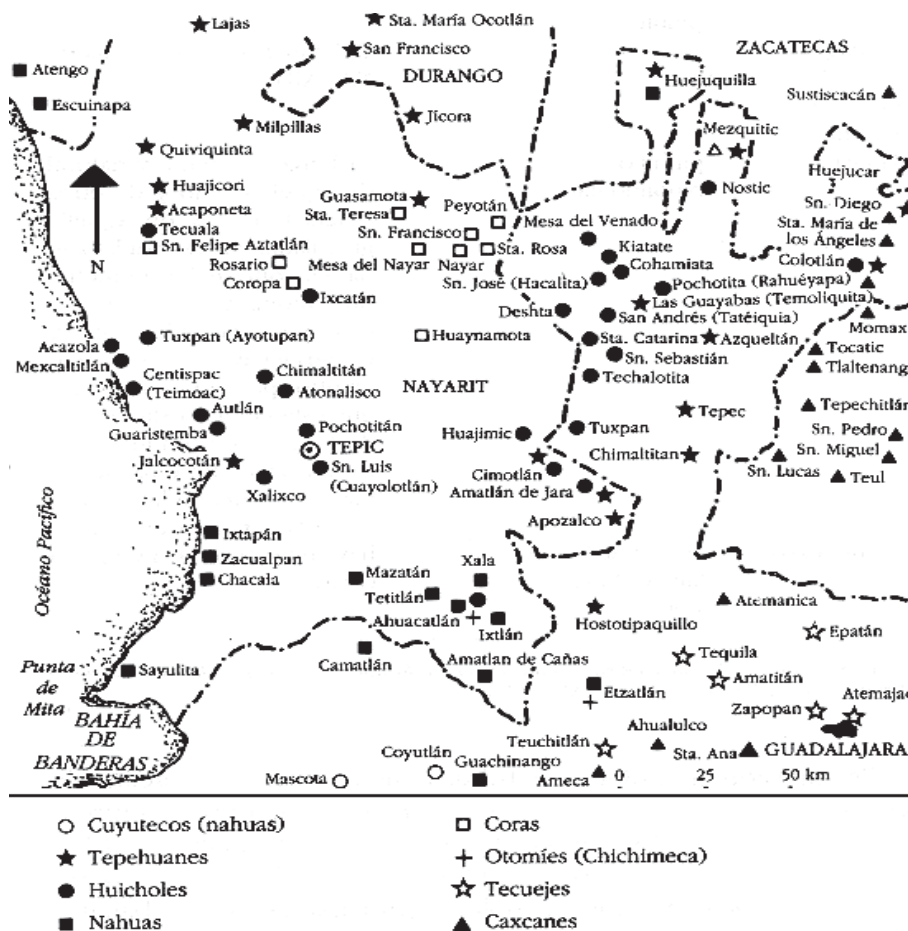 Lajas
Sta. María Ocotlán
San Francisco
ZACATECAS
Atengo
DURANGO
Huejuquilla
Sustiscacán
Escuinapa
Milpillas
Jícora
Mezquitic
Quiviquinta
Huejucar
Huajicori
Guasamota
Nostic
Sn. Diego
Acaponeta
Sta. Teresa
Peyotán
Mesa del Venado
Sta. María de
los Ángeles
Tecuala
Sn. Francisco
Kiatate
Sn. Felipe Aztatlán
Sta. Rosa
N
Rosario
Mesa del Nayar
Nayar
Cohamiata
Colotlán
Coropa
Sn. José (Hacalita)
Pochotita (Rahuéyapa)
Ixcatán
Las Guayabas (Temoliquita)
Deshta
San Andrés (Tatéiquia)
Momax
Tuxpan (Ayotupan)
Huaynamota
Sta. Catarina
Azqueltán
Acazola
Tocatic
Mexcaltitlán
Sn. Sebastián
Tlaltenang
Centispac
(Teimoac)
Chimaltitán
Techalotita
Atonalisco
NAYARIT
Autlán
Tepec
Tepechitlán
Guaristemba
Pochotitán
Huajimic
Tuxpan
Sn. Pedro
TEPIC
Jalcocotán
Sn. Luis
(Cuayolotlán)
Cimotlán
Chimaltitan
Sn. Miguel
Sn. Lucas
Teul
Xalixco
Amatlán de Jara
Apozalco
Océano Pacífico
Ixtapán
Zacualpan
Chacala
Mazatán
Xala
Tetitlán
Atemanica
Ahuacatlán
Ixtlán
Hostotipaquillo
Epatán
Camatlán
Tequila
Punta
de
Mita
Sayulita
Amatlan de Cañas
Amatitán
Etzatlán
Zapopan
Atemajac
BAHÍA
DE
BANDERAS
Ahualulco
Teuchitlán
Sta. Ana
GUADALAJARA
Coyutlán
Guachinango
Mascota
Ameca
0 25 50 km
Cuyutecos (nahuas)
Tepehuanes
Huicholes
Nahuas
Coras
Otomíes (Chichimeca)
Tecuejes
Caxcanes